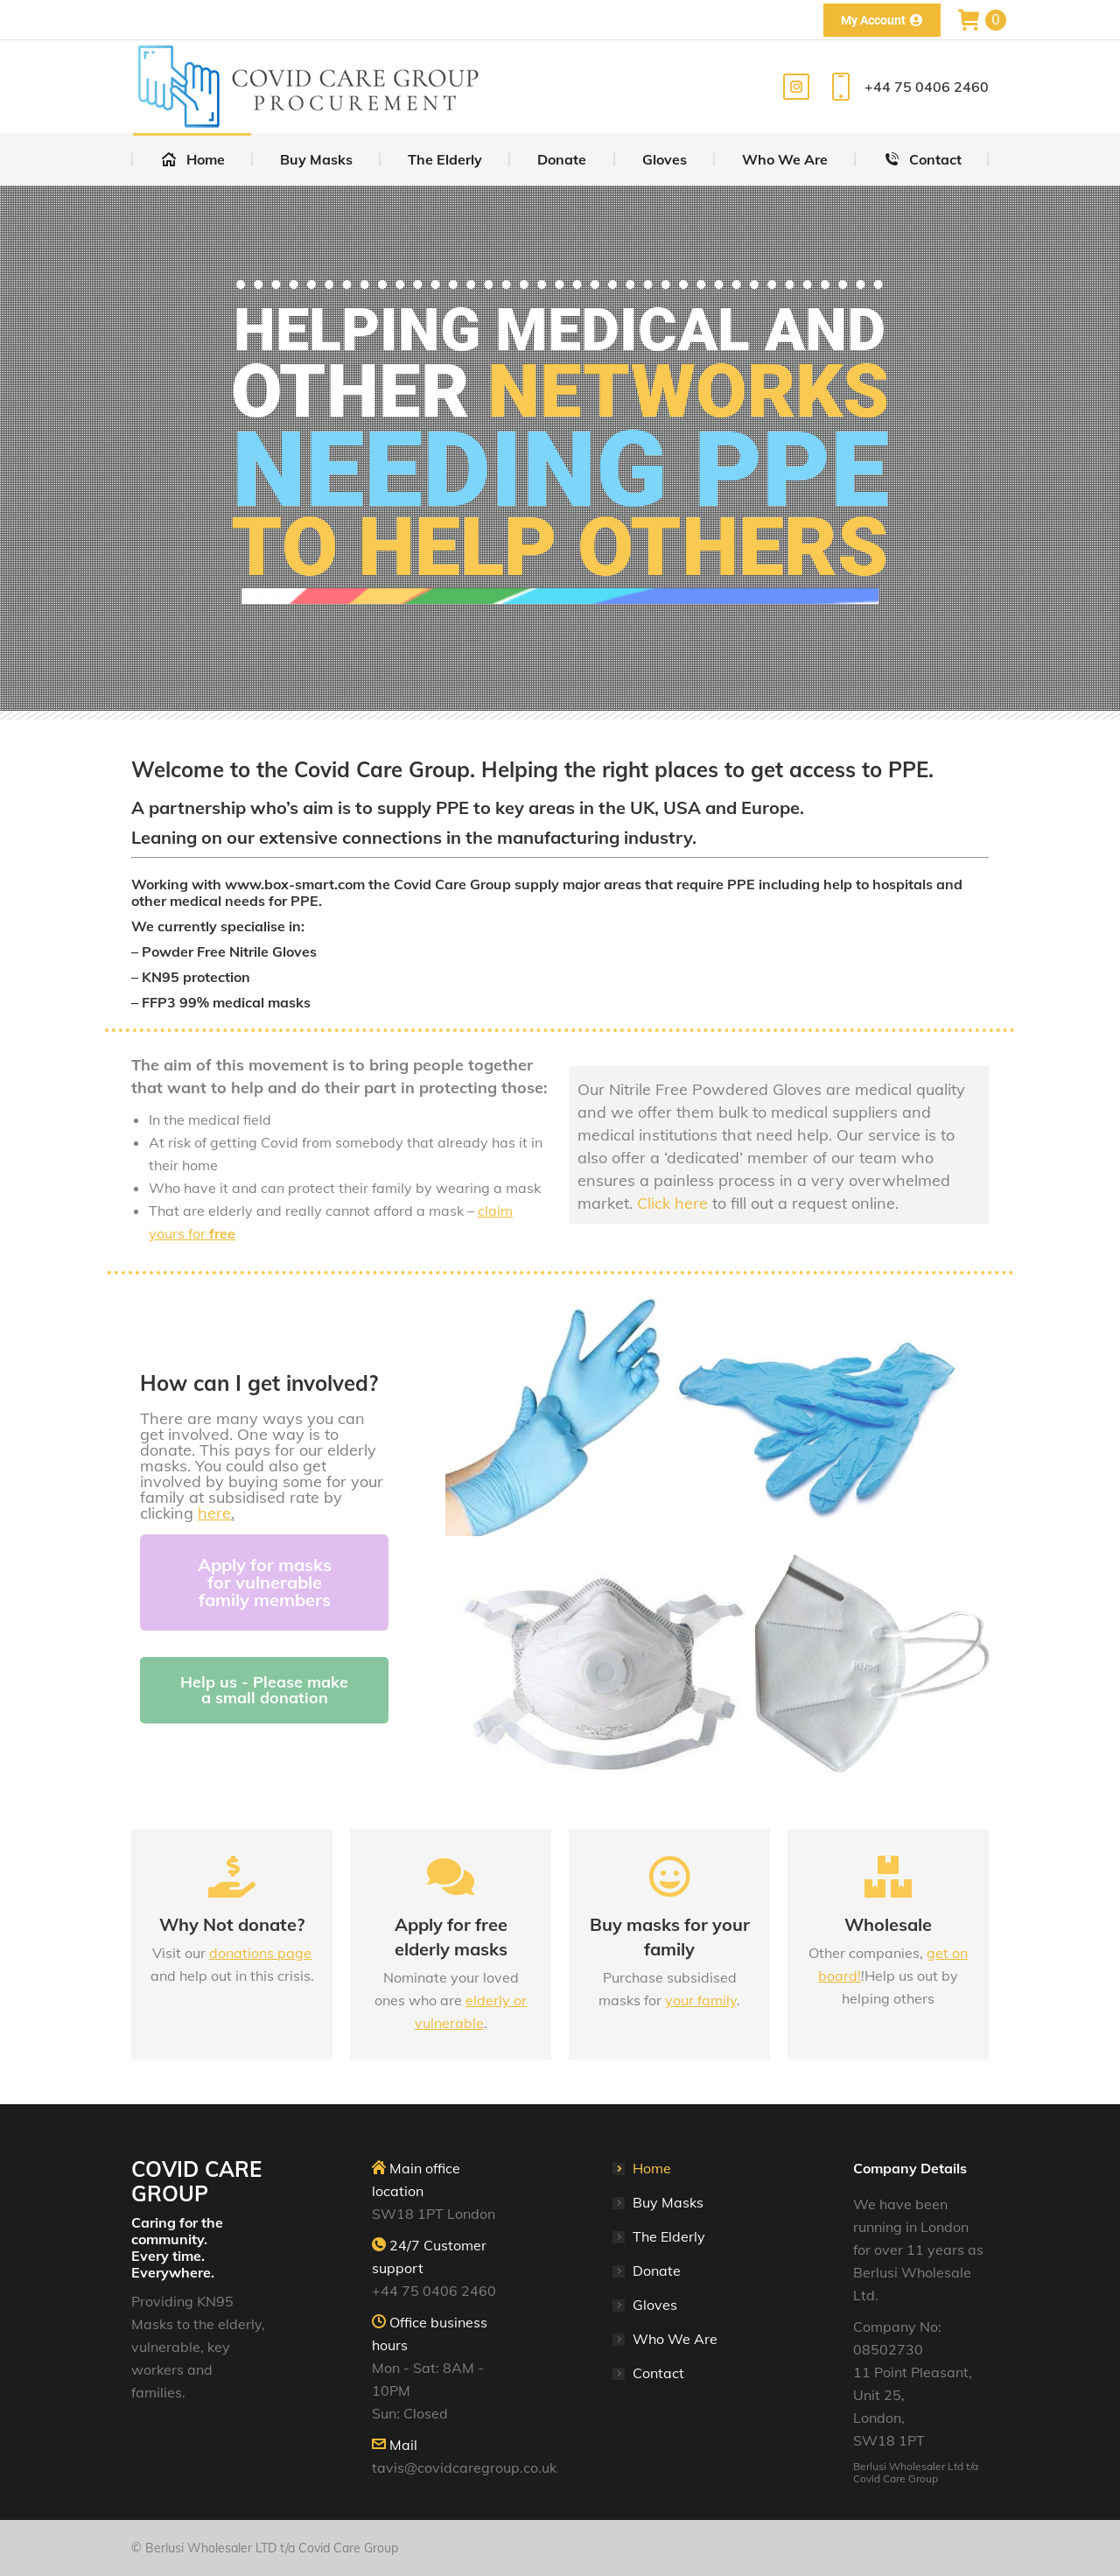 My Account
0
COVID CARE GROUP
PROCUREMENT
+44 75 0406 2460
Home
Buy Masks
The Elderly
Donate
Gloves
Who We Are
Contact
HELPING MEDICAL AND
OTHER NETWORKS
NEEDING PPE
TO HELP OTHERS
Welcome to the Covid Care Group. Helping the right places to get access to PPE.
A partnership who’s aim is to supply PPE to key areas in the UK, USA and Europe.
Leaning on our extensive connections in the manufacturing industry.
Working with www.box-smart.com the Covid Care Group supply major areas that require PPE including help to hospitals and
other medical needs for PPE.
We currently specialise in:
– Powder Free Nitrile Gloves
– KN95 protection
– FFP3 99% medical masks
The aim of this movement is to bring people together
that want to help and do their part in protecting those:
In the medical field
At risk of getting Covid from somebody that already has it in
their home
Who have it and can protect their family by wearing a mask
That are elderly and really cannot afford a mask – claim
yours for free
Our Nitrile Free Powdered Gloves are medical quality
and we offer them bulk to medical suppliers and
medical institutions that need help. Our service is to
also offer a ‘dedicated’ member of our team who
ensures a painless process in a very overwhelmed
market. Click here to fill out a request online.
How can I get involved?
There are many ways you can
get involved. One way is to
donate. This pays for our elderly
masks. You could also get
involved by buying some for your
family at subsidised rate by
clicking here.
Apply for masks
for vulnerable
family members
Help us - Please make
a small donation
KN95
Why Not donate?
Visit our donations page
and help out in this crisis.
Apply for free
elderly masks
Nominate your loved
ones who are elderly or
vulnerable.
Buy masks for your
family
Purchase subsidised
masks for your family.
Wholesale
Other companies, get on
board!!Help us out by
helping others
COVID CARE
GROUP
Caring for the
community.
Every time.
Everywhere.
Providing KN95
Masks to the elderly,
vulnerable, key
workers and
families.
Main office
location
SW18 1PT London
24/7 Customer
support
+44 75 0406 2460
Office business
hours
Mon - Sat: 8AM -
10PM
Sun: Closed
Mail
tavis@covidcaregroup.co.uk
Home
Buy Masks
The Elderly
Donate
Gloves
Who We Are
Contact
Company Details
We have been
running in London
for over 11 years as
Berlusi Wholesale
Ltd.
Company No:
08502730
11 Point Pleasant,
Unit 25,
London,
SW18 1PT
Berlusi Wholesaler Ltd t/a
Covid Care Group
© Berlusi Wholesaler LTD t/a Covid Care Group